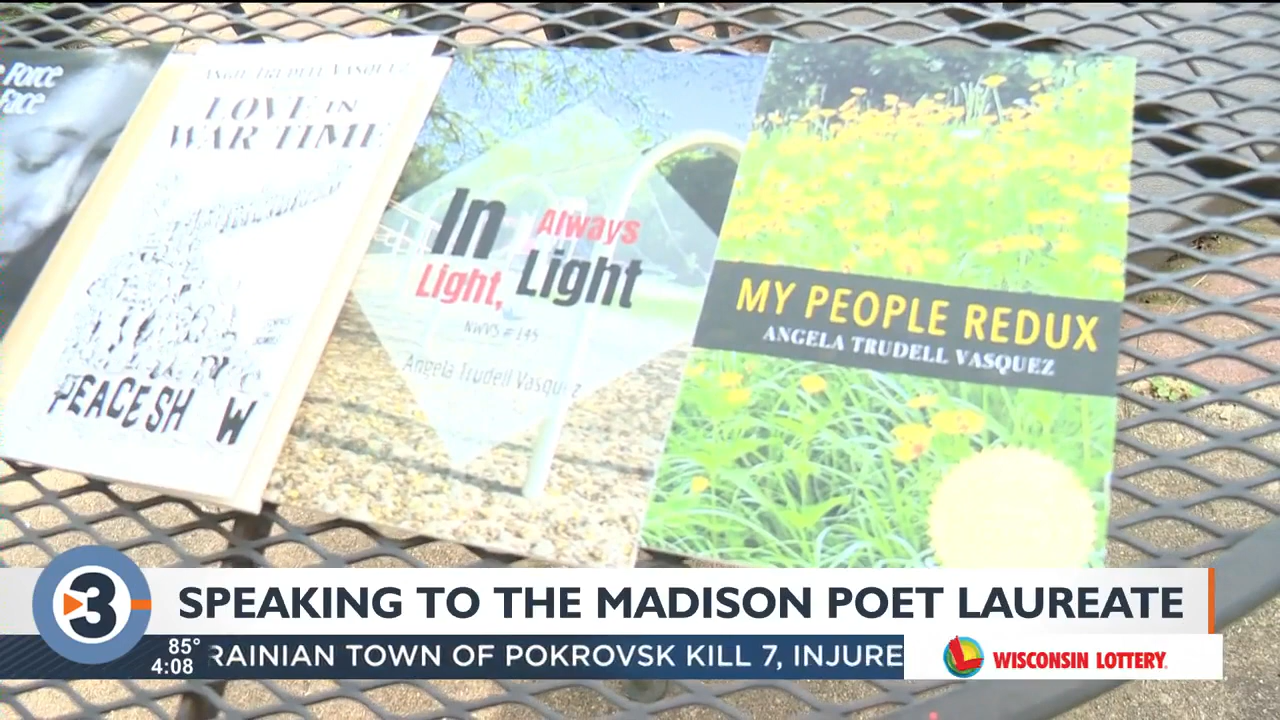 Force
Face
ANGIE TRUDELL VASQUEZ
LOVE IN
WAR TIME
PEACE SH W
In Always
Light, Light
NWVS # 145
Angela Trudell Vasquez
MY PEOPLE REDUX
ANGELA TRUDELL VASQUEZ
3
SPEAKING TO THE MADISON POET LAUREATE
85°
4:08
RAINIAN TOWN OF POKROVSK KILL 7, INJURE
WISCONSIN LOTTERY